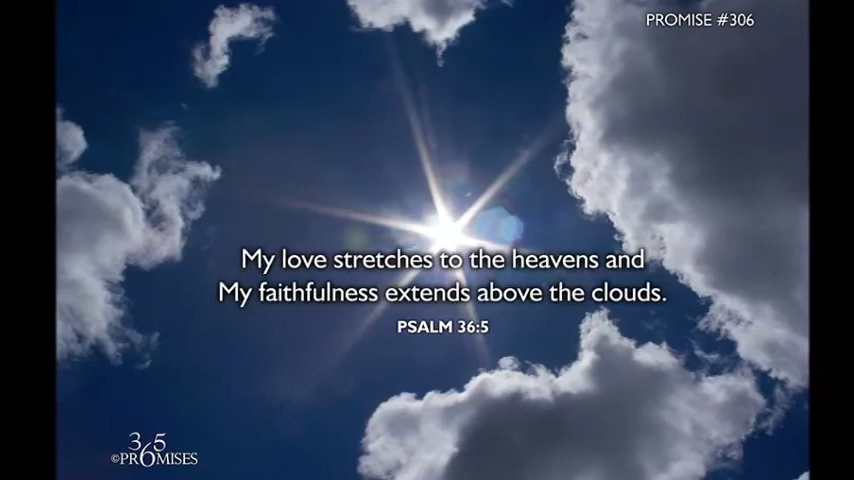 PROMISE #306
My love stretches to the heavens and
My faithfulness extends above the clouds.
PSALM 36:5
365
©PROMISES